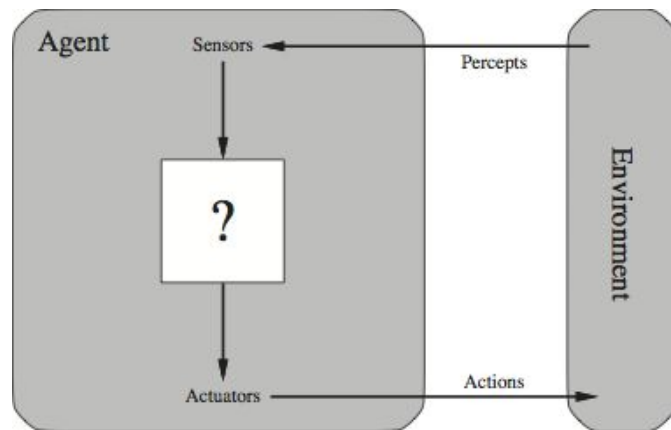 Agent
Sensors
Percepts
?
Environment
Actuators
Actions